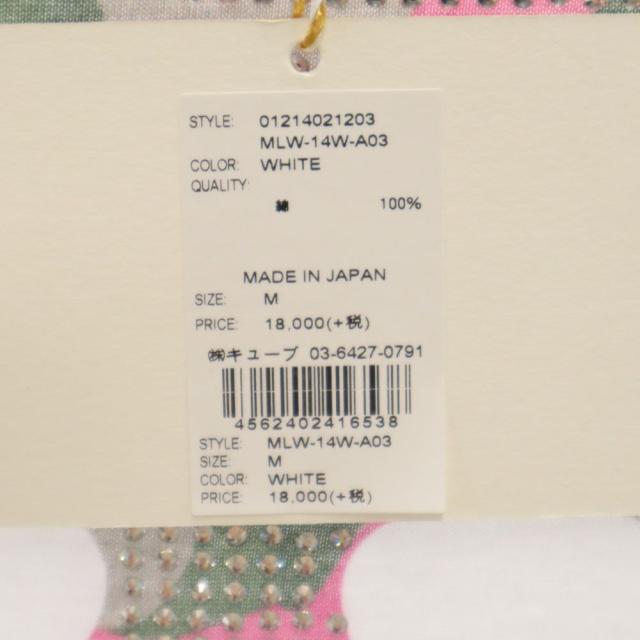 STYLE: 01214021203
MLW-14W-A03
COLOR: WHITE
QUALITY:
綿 100%
MADE IN JAPAN
SIZE: M
PRICE: 18,000(+税)
㈱キューブ 03-6427-0791
4562402416538
STYLE: MLW-14W-A03
SIZE: M
COLOR: WHITE
PRICE: 18,000(+税)